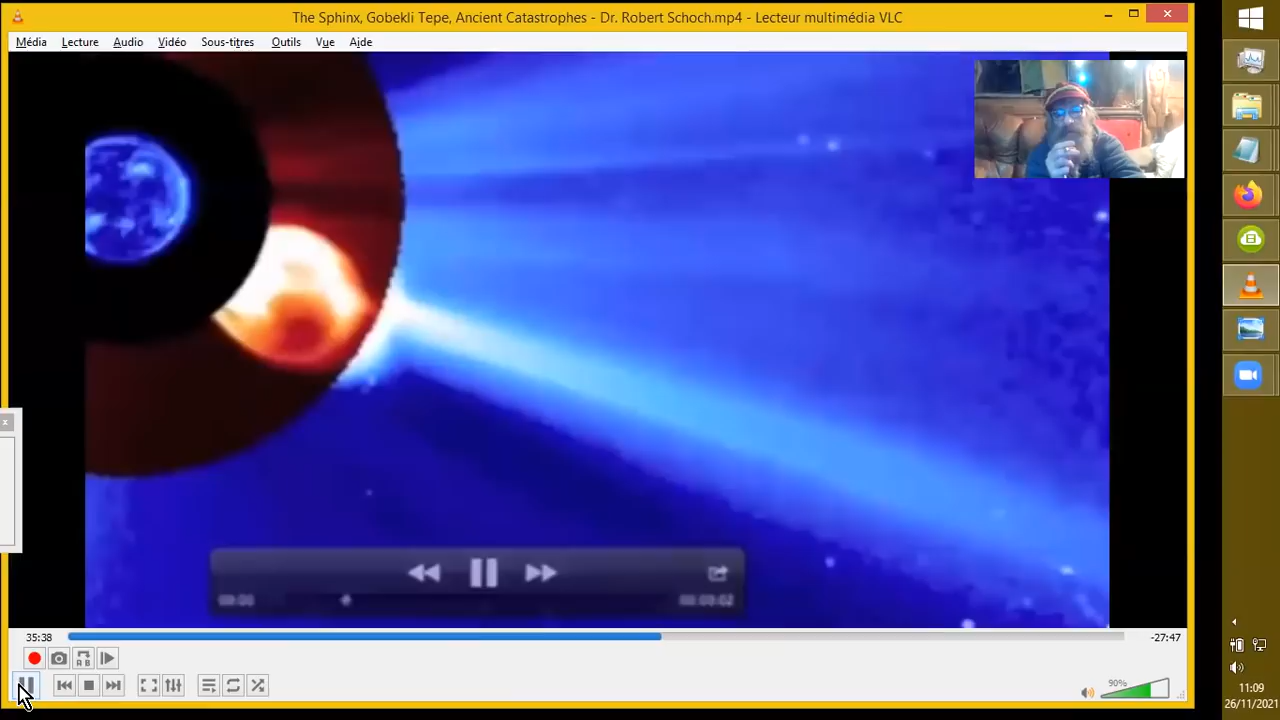 The Sphinx, Gobekli Tepe, Ancient Catastrophes - Dr. Robert Schoch.mp4 - Lecteur multimédia VLC
Média Lecture Audio Vidéo Sous-titres Outils Vue Aide
35:38 -27:47
90%
11:09
26/11/2021